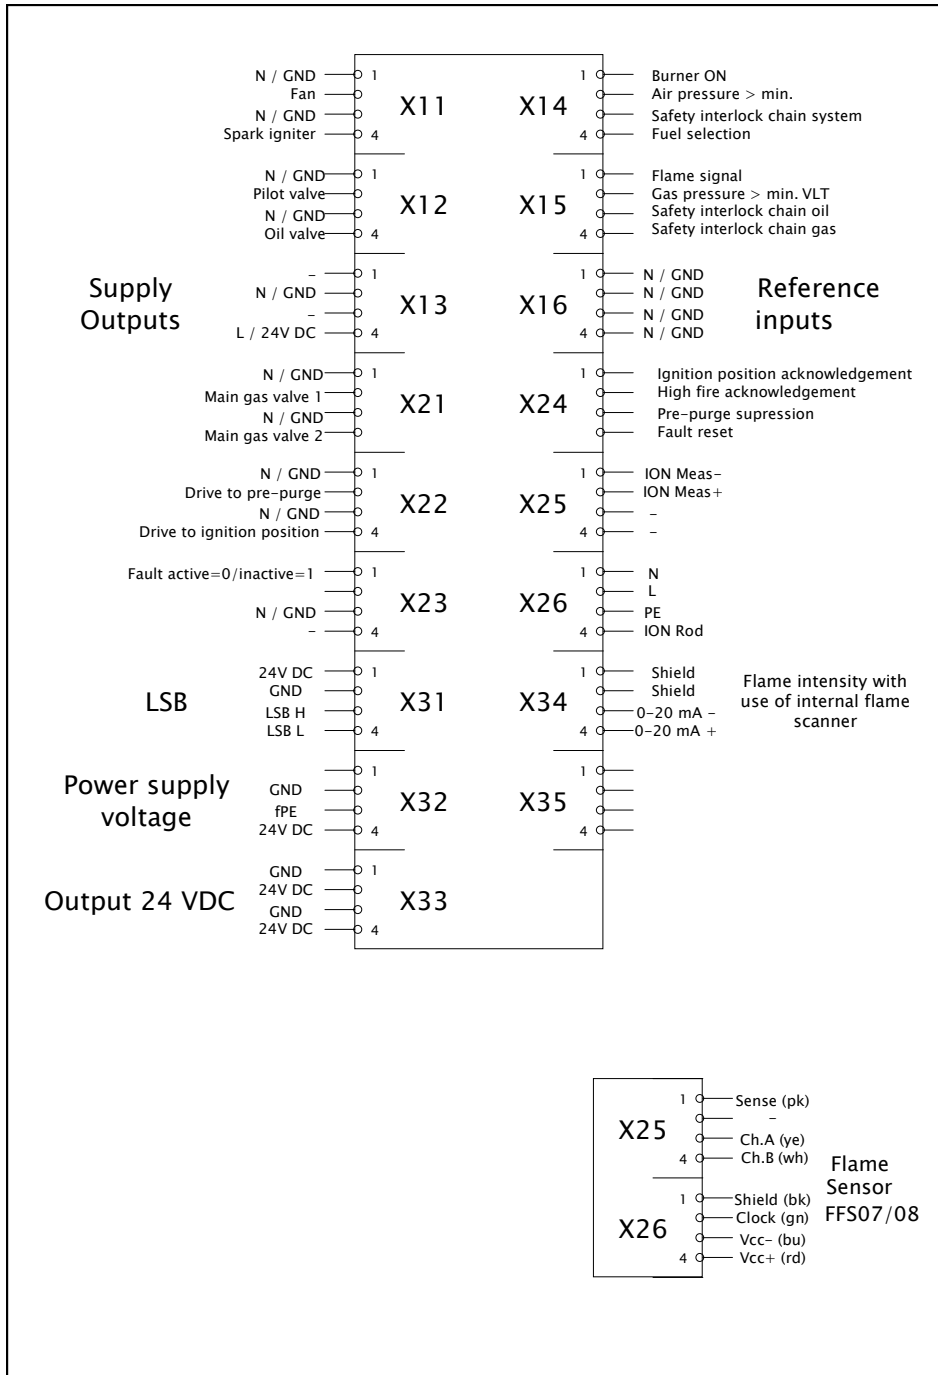 N / GND 1 X11 X14 1 Burner ON
Fan Air pressure > min.
N / GND Safety interlock chain system
Spark igniter 4 4 Fuel selection
N / GND 1 X12 X15 1 Flame signal
Pilot valve Gas pressure > min. VLT
N / GND Safety interlock chain oil
Oil valve 4 4 Safety interlock chain gas
Supply
Outputs
- 1 X13 X16 1 N / GND
N / GND N / GND
- N / GND
L / 24V DC 4 4 N / GND
Reference
inputs
N / GND 1 X21 X24 1 Ignition position acknowledgement
Main gas valve 1 High fire acknowledgement
N / GND Pre-purge supression
Main gas valve 2 Fault reset
N / GND 1 X22 X25 1 ION Meas-
Drive to pre-purge ION Meas+
N / GND -
Drive to ignition position 4 4 -
Fault active=0/inactive=1 1 X23 X26 1 N
L
N / GND PE
- 4 4 ION Rod
LSB
24V DC 1 X31 X34 1 Shield
GND Shield
LSB H 0-20 mA -
LSB L 4 4 0-20 mA +
Flame intensity with
use of internal flame
scanner
Power supply
voltage
1 X32 X35 1
GND
fPE
24V DC 4 4
Output 24 VDC
GND 1 X33
24V DC
GND
24V DC 4
X25 1 Sense (pk)
-
Ch.A (ye)
4 Ch.B (wh)
X26 1 Shield (bk)
Clock (gn)
Vcc- (bu)
4 Vcc+ (rd)
Flame
Sensor
FFS07/08